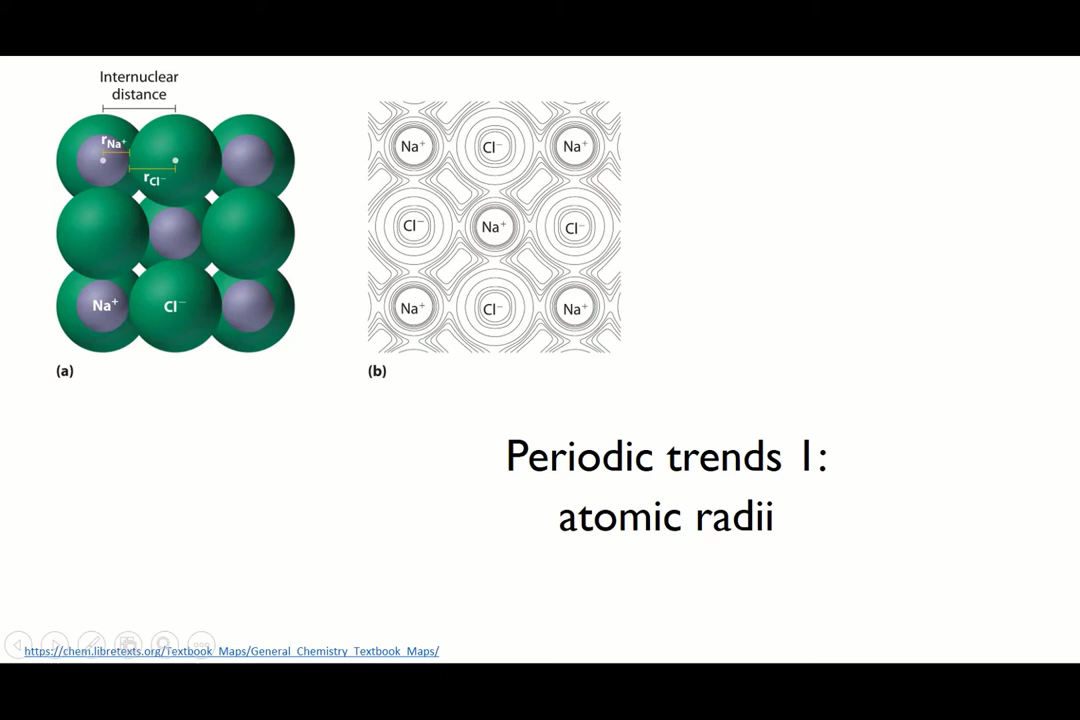 Internuclear
distance
rNa⁺
rCl⁻
Na⁺
Cl⁻
(a)
Na⁺
Cl⁻
Na⁺
Cl⁻
Na⁺
Cl⁻
Na⁺
Cl⁻
Na⁺
(b)
Periodic trends 1:
atomic radii
https://chem.libretexts.org/Textbook_Maps/General_Chemistry_Textbook_Maps/